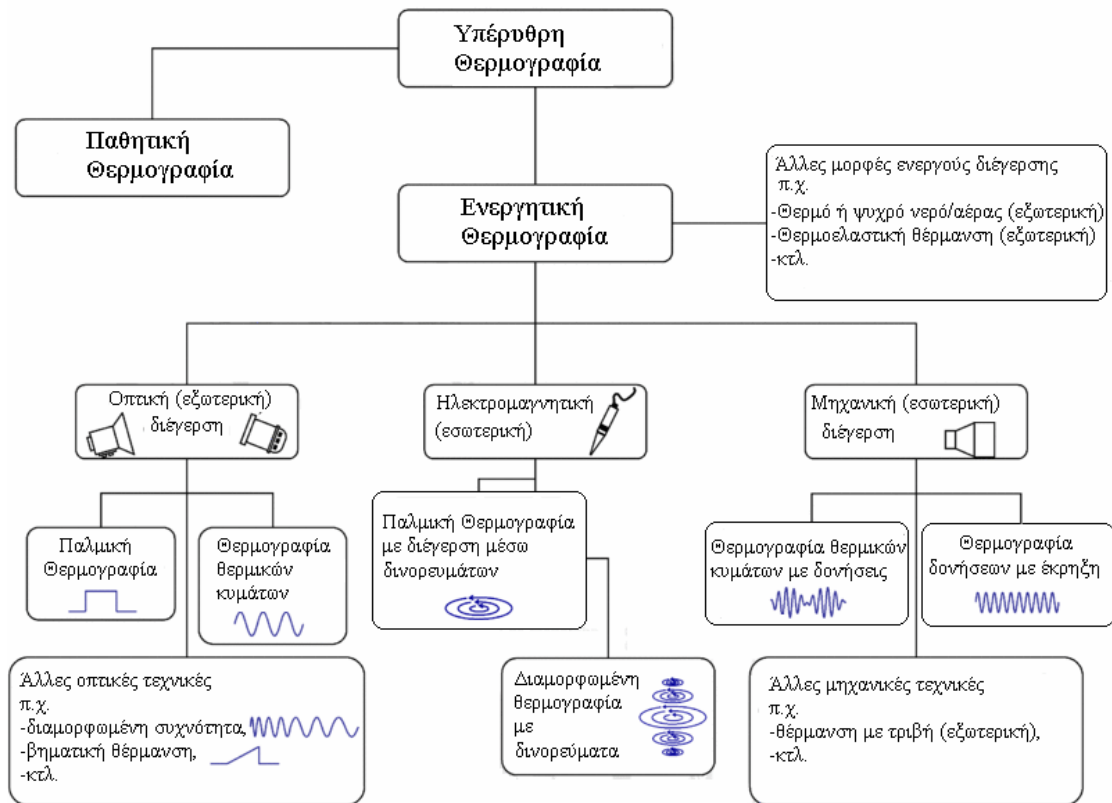 Υπέρυθρη
Θερμογραφία
Παθητική
Θερμογραφία
Ενεργητική
Θερμογραφία
Άλλες μορφές ενεργούς διέγερσης
π.χ.
-Θερμό ή ψυχρό νερό/αέρας (εξωτερική)
-Θερμοελαστική θέρμανση (εξωτερική)
-κτλ.
Οπτική (εξωτερική)
διέγερση
Ηλεκτρομαγνητική
(εσωτερική)
Μηχανική (εσωτερική)
διέγερση
Παλμική
Θερμογραφία
Θερμογραφία
θερμικών
κυμάτων
Παλμική Θερμογραφία
με διέγερση μέσω
δινορευμάτων
Θερμογραφία θερμικών
κυμάτων με δονήσεις
Θερμογραφία
δονήσεων με έκρηξη
Άλλες οπτικές τεχνικές
π.χ.
-διαμορφωμένη συχνότητα,
-βηματική θέρμανση,
-κτλ.
Διαμορφωμένη
θερμογραφία
με
δινορεύματα
Άλλες μηχανικές τεχνικές
π.χ.
-θέρμανση με τριβή (εξωτερική),
-κτλ.